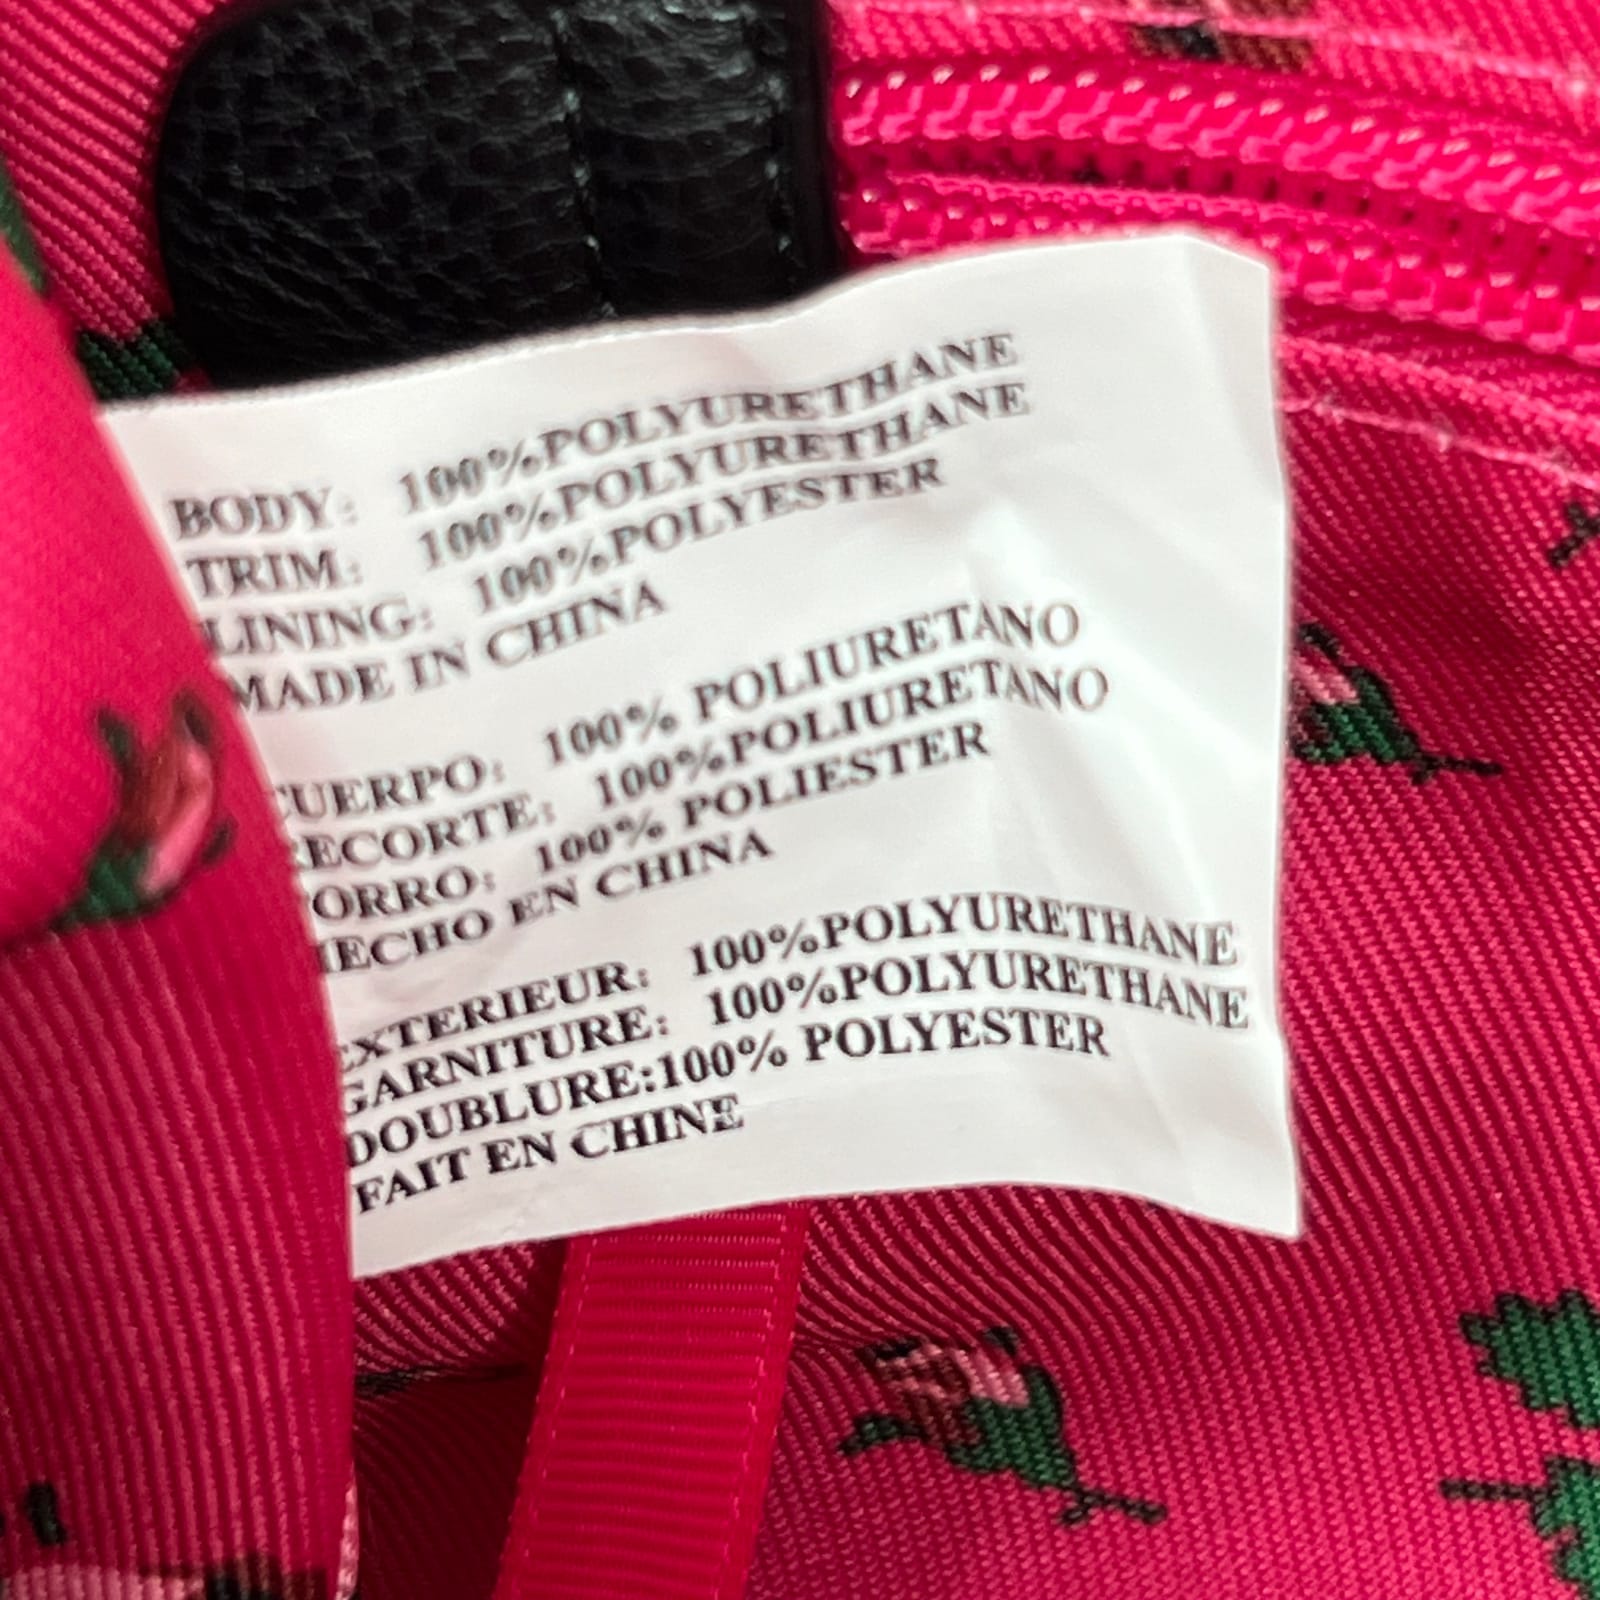 BODY: 100%POLYURETHANE
TRIM: 100%POLYURETHANE
LINING: 100%POLYESTER
MADE IN CHINA
CUERPO: 100% POLIURETANO
RECORTE: 100%POLIURETANO
FORRO: 100% POLIESTER
HECHO EN CHINA
EXTERIEUR: 100%POLYURETHANE
GARNITURE: 100%POLYURETHANE
DOUBLURE:100% POLYESTER
FAIT EN CHINE